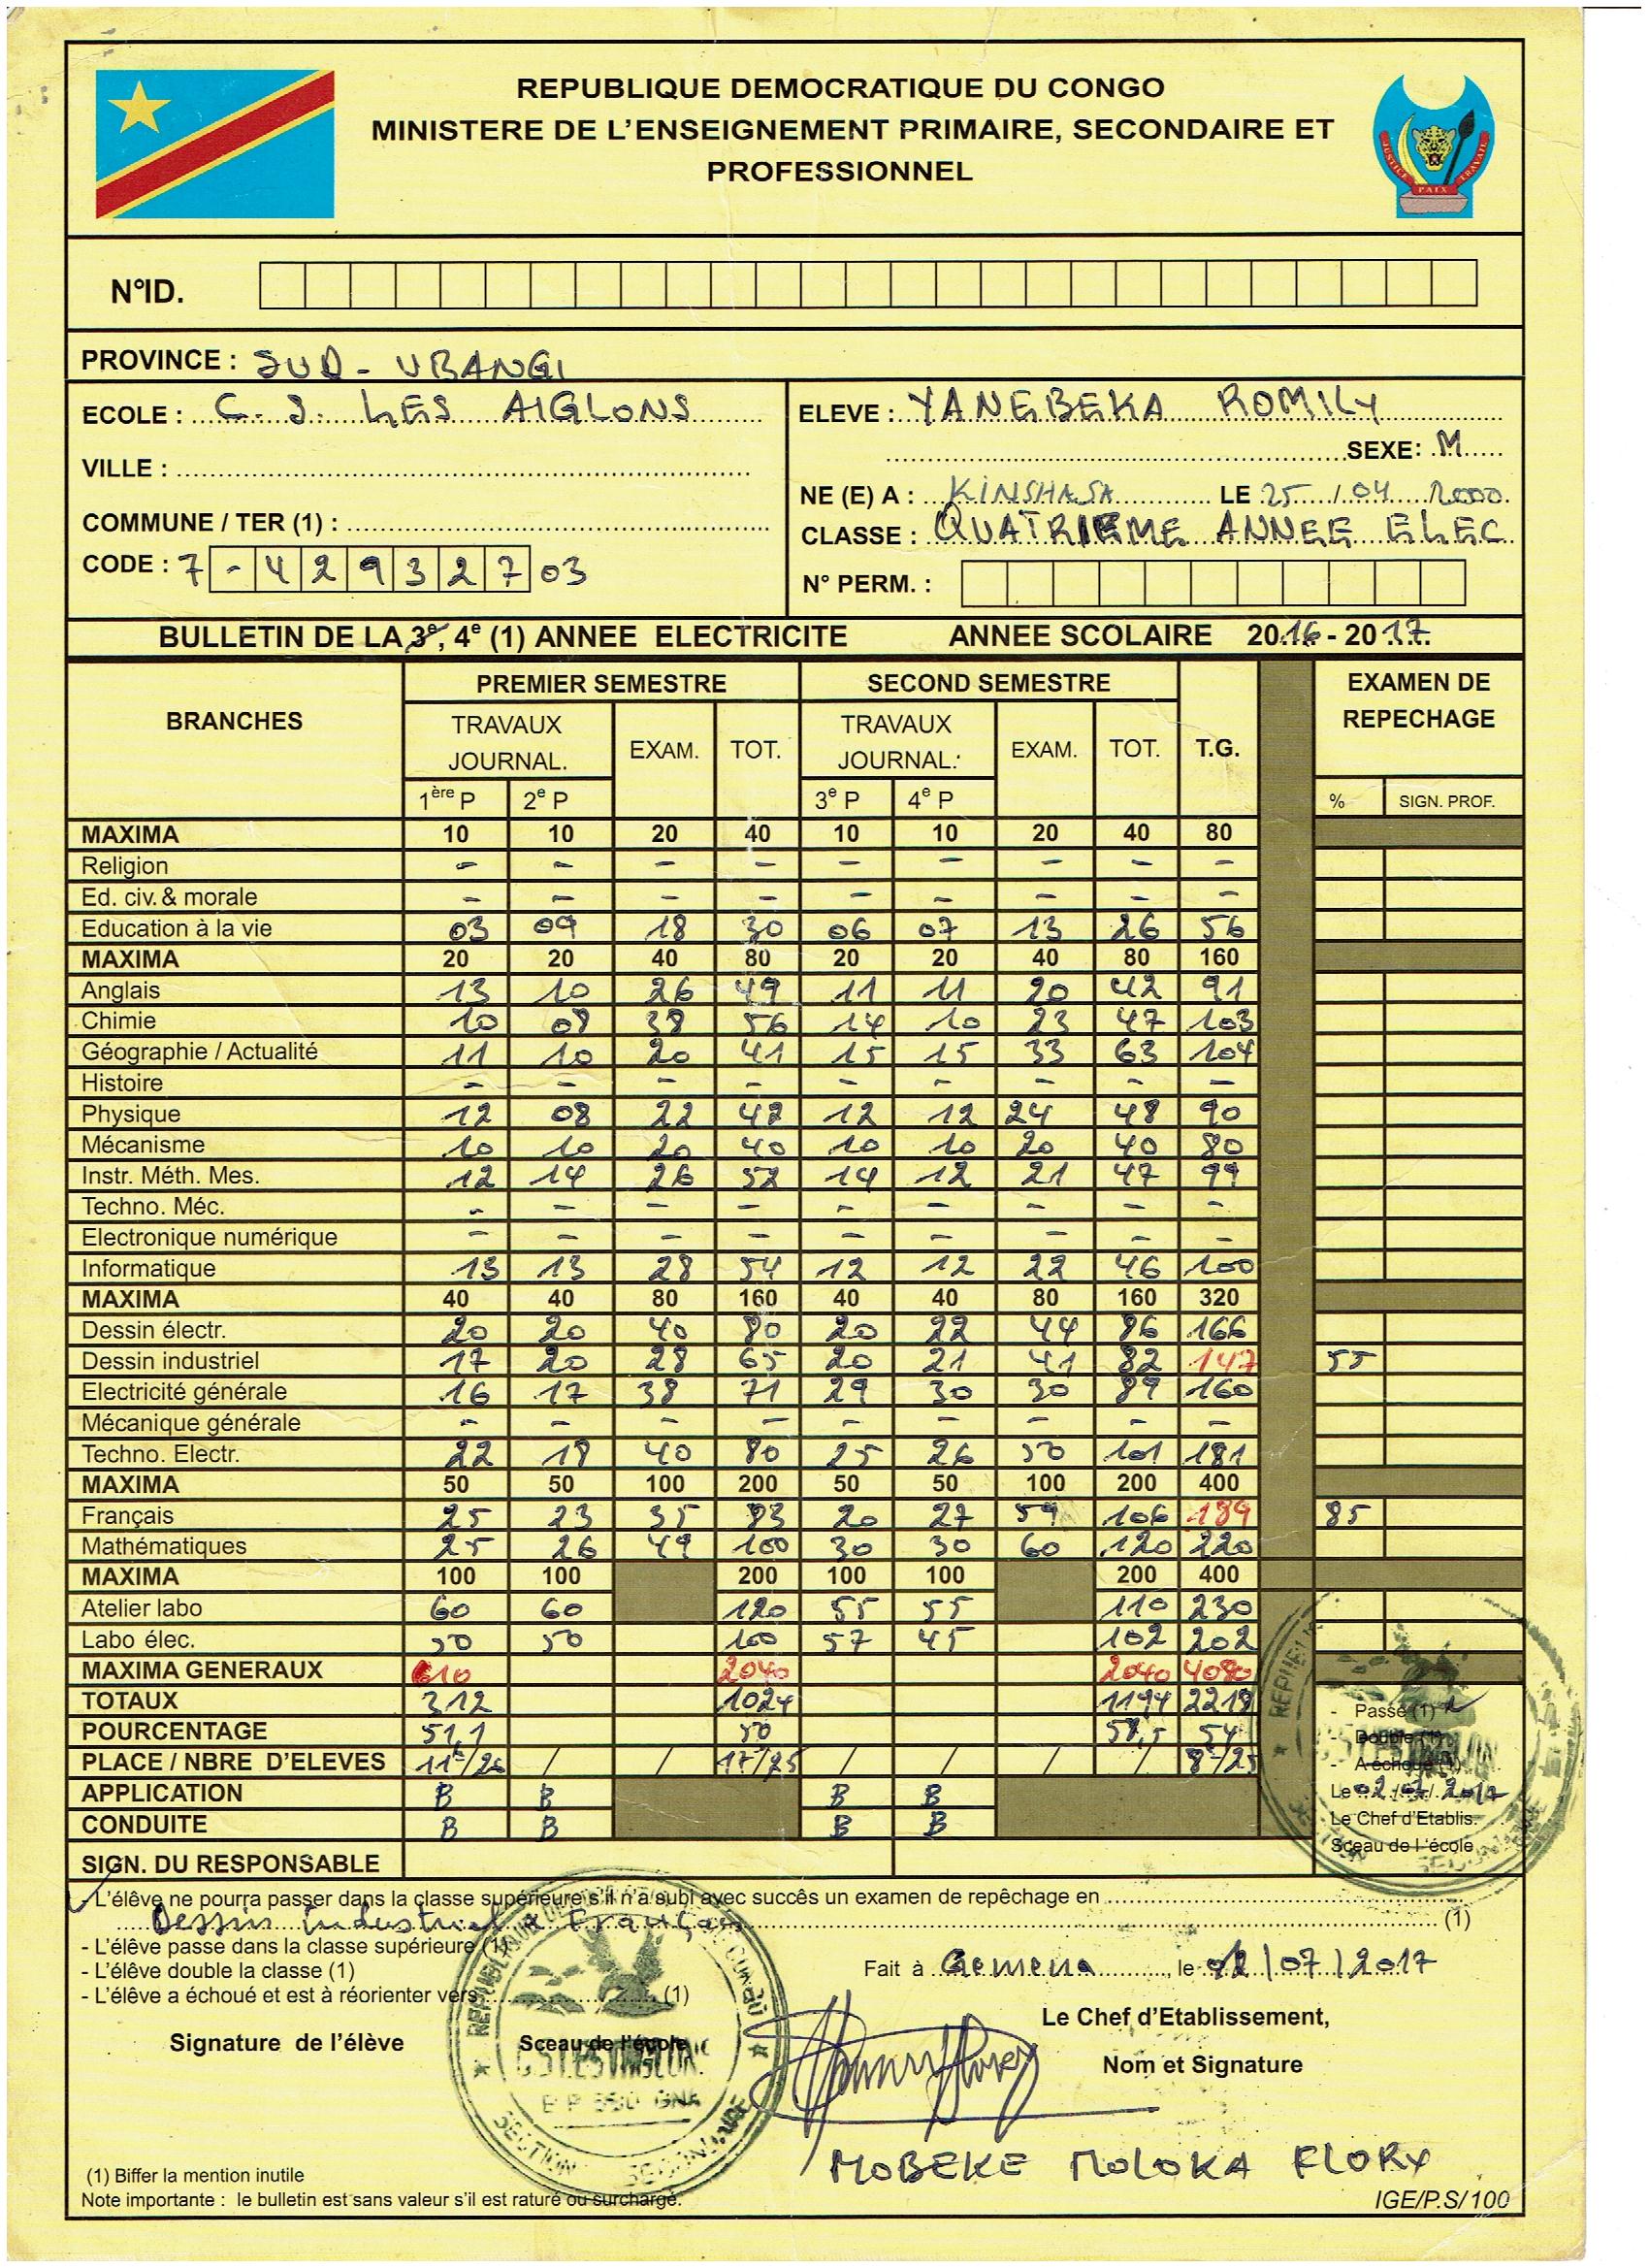 REPUBLIQUE DEMOCRATIQUE DU CONGO
MINISTERE DE L'ENSEIGNEMENT PRIMAIRE, SECONDAIRE ET
PROFESSIONNEL
JUSTICE PAIX TRAVAIL
N°ID.
PROVINCE : SUD - UBANGI
ECOLE : C. S. LES AIGLONS
VILLE :
COMMUNE / TER (1) :
CODE : 7 - 4 2 9 3 2 7 03
ELEVE : YANEBEKA ROMILY
SEXE: M
NE (E) A : KINSHASA LE 25 / 04 2000
CLASSE : QUATRIEME ANNEE ELEC
N° PERM. :
BULLETIN DE LA 3e, 4e (1) ANNEE ELECTRICITE ANNEE SCOLAIRE 2016 - 2017
BRANCHES PREMIER SEMESTRE SECOND SEMESTRE T.G. EXAMEN DE REPECHAGE
TRAVAUX JOURNAL. EXAM. TOT. TRAVAUX JOURNAL. EXAM. TOT.
1ère P 2e P 3e P 4e P % SIGN. PROF.
MAXIMA 10 10 20 40 10 10 20 40 80
Religion - - - - - - - - -
Ed. civ. & morale - - - - - - - - -
Education à la vie 03 09 18 30 06 07 13 26 56
MAXIMA 20 20 40 80 20 20 40 80 160
Anglais 13 10 26 49 11 11 20 42 91
Chimie 10 08 38 56 14 10 23 47 103
Géographie / Actualité 11 10 20 41 15 15 33 63 104
Histoire - - - - - - - - -
Physique 12 08 22 42 12 12 24 48 90
Mécanisme 10 10 20 40 10 10 20 40 80
Instr. Méth. Mes. 12 14 26 52 14 12 21 47 99
Techno. Méc. - - - - - - - - -
Electronique numérique - - - - - - - - -
Informatique 13 13 28 54 12 12 22 46 100
MAXIMA 40 40 80 160 40 40 80 160 320
Dessin électr. 20 20 40 80 20 22 44 86 166
Dessin industriel 17 20 28 65 20 21 41 82 147 55
Electricité générale 16 17 38 71 29 30 30 89 160
Mécanique générale - - - - - - - - -
Techno. Electr. 22 18 40 80 25 26 50 101 181
MAXIMA 50 50 100 200 50 50 100 200 400
Français 25 23 35 83 20 27 59 106 189 85
Mathématiques 25 26 49 100 30 30 60 120 220
MAXIMA 100 100 200 100 100 200 400
Atelier labo 60 60 120 55 55 110 230
Labo élec. 50 50 100 57 45 102 202
MAXIMA GENERAUX 610 2040 2040 4080
TOTAUX 312 1024 1194 2218
POURCENTAGE 51,1 50 58,5 54
PLACE / NBRE D'ELEVES 11e/26 / / 17/25 / / / / 8e/25
APPLICATION B B B B
CONDUITE B B B B
SIGN. DU RESPONSABLE
- Passe (1)
- Double (1)
- A échoué (1)
Le 02/07/2017
Le Chef d'Etablis.
Sceau de l'école
- L'élève ne pourra passer dans la classe supérieure s'il n'a subi avec succès un examen de repêchage en
Dessin industriel & Français (1)
- L'élève passe dans la classe supérieure (1)
- L'élève double la classe (1)
- L'élève a échoué et est à réorienter vers (1)
Fait à Gemena, le 02/07/2017
Le Chef d'Etablissement,
Signature de l'élève Sceau de l'école
Nom et Signature
B P 350 GNA
SECTION SECONDAIRE
MOBEKE MOLOKA FLORY
(1) Biffer la mention inutile
Note importante : le bulletin est sans valeur s'il est raturé ou surchargé.
IGE/P.S/100